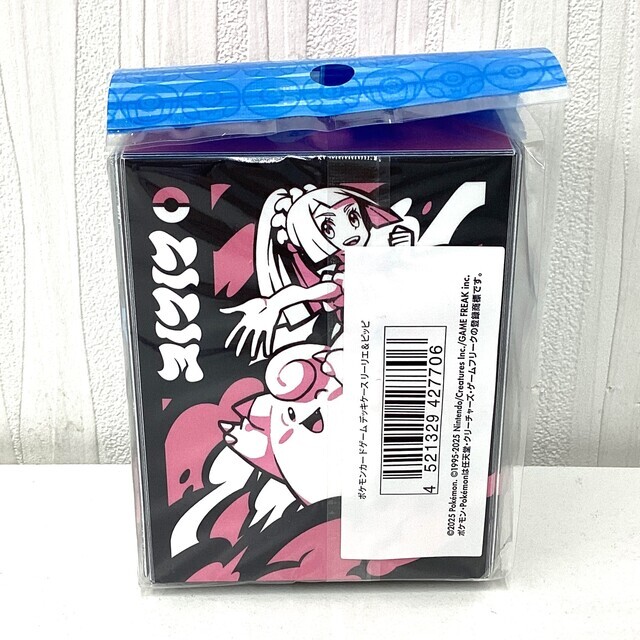 リーリエ
ポケモンカードゲーム デッキケース リーリエ&ピッピ
4 521329 427706
©2025 Pokémon. ©1995-2025 Nintendo/Creatures Inc./GAME FREAK inc.
ポケモン・Pokémonは任天堂・クリーチャーズ・ゲームフリークの登録商標です。